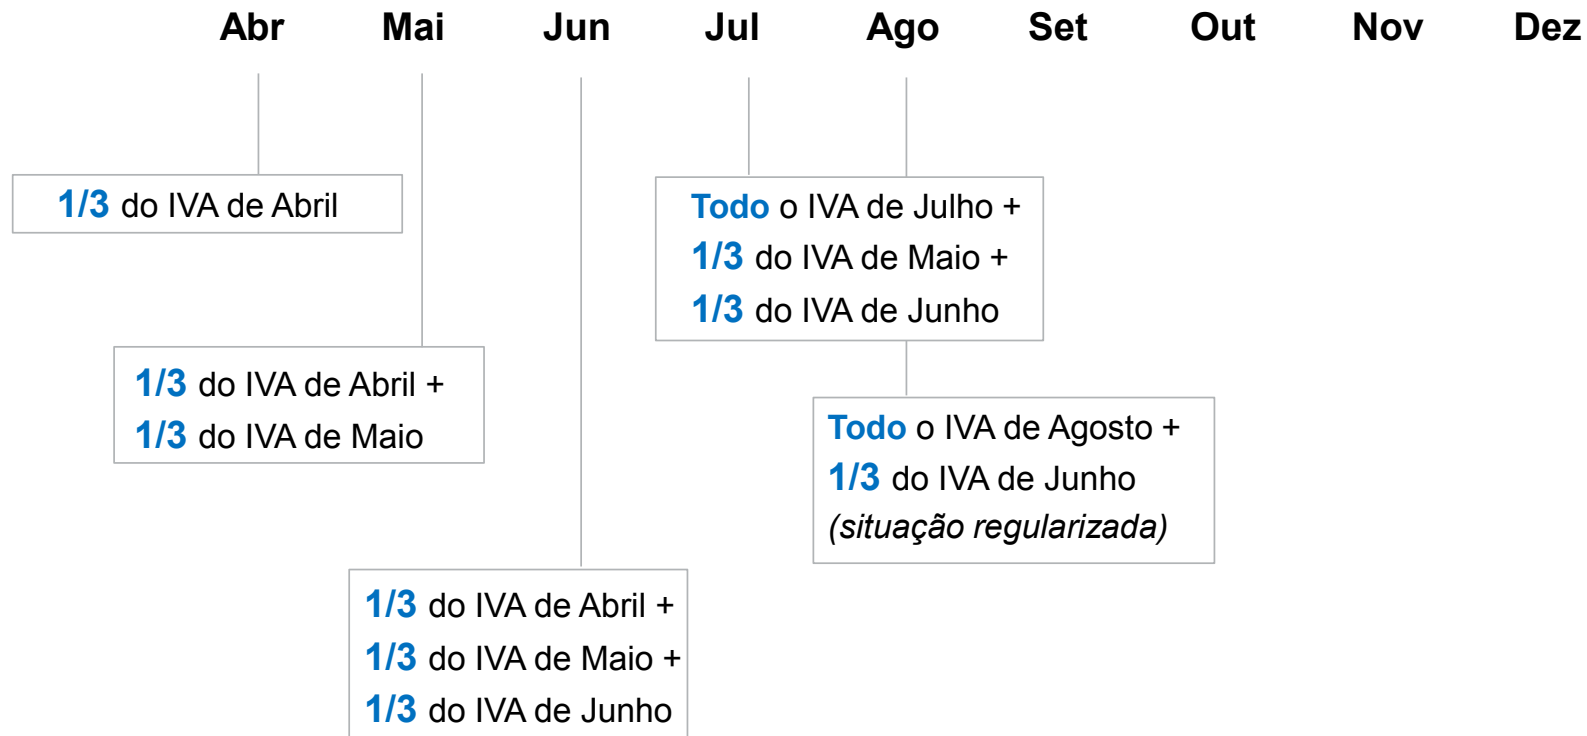 Abr Mai Jun Jul Ago Set Out Nov Dez
1/3 do IVA de Abril
1/3 do IVA de Abril +
1/3 do IVA de Maio
1/3 do IVA de Abril +
1/3 do IVA de Maio +
1/3 do IVA de Junho
Todo o IVA de Julho +
1/3 do IVA de Maio +
1/3 do IVA de Junho
Todo o IVA de Agosto +
1/3 do IVA de Junho
(situação regularizada)